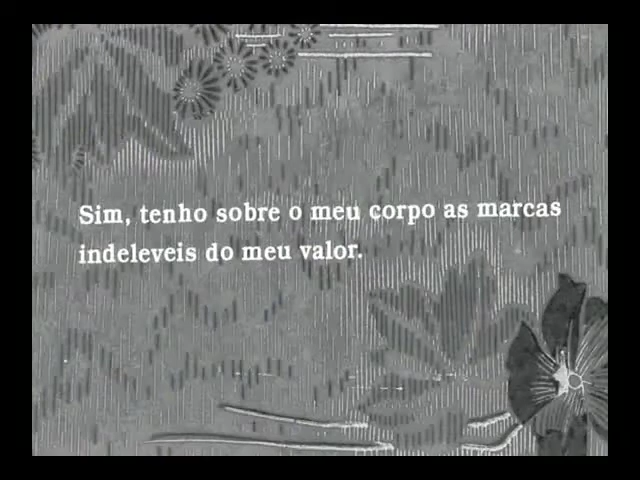 Sim, tenho sobre o meu corpo as marcas
indeleveis do meu valor.